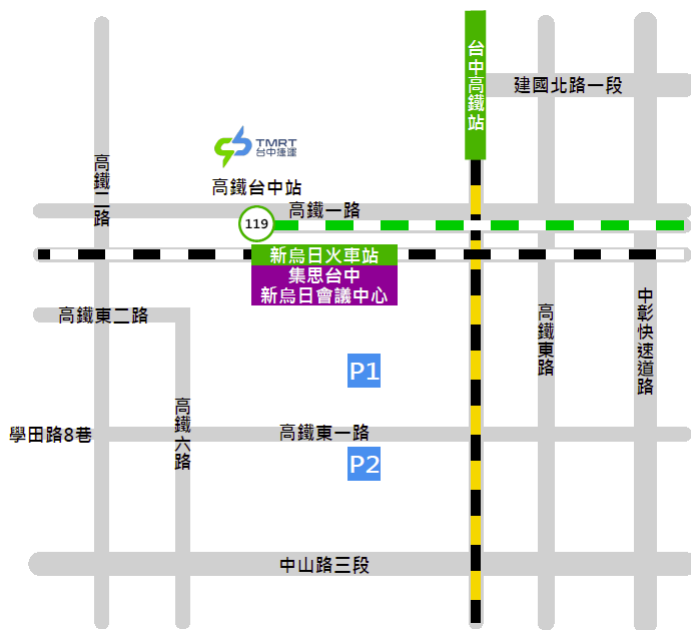 台中高鐵站
建國北路一段
TMRT
台中捷運
高鐵二路
高鐵台中站
高鐵一路
119
新烏日火車站
集思台中
新烏日會議中心
高鐵東二路
高鐵東路
中彰快速道路
P1
高鐵六路
學田路8巷
高鐵東一路
P2
中山路三段